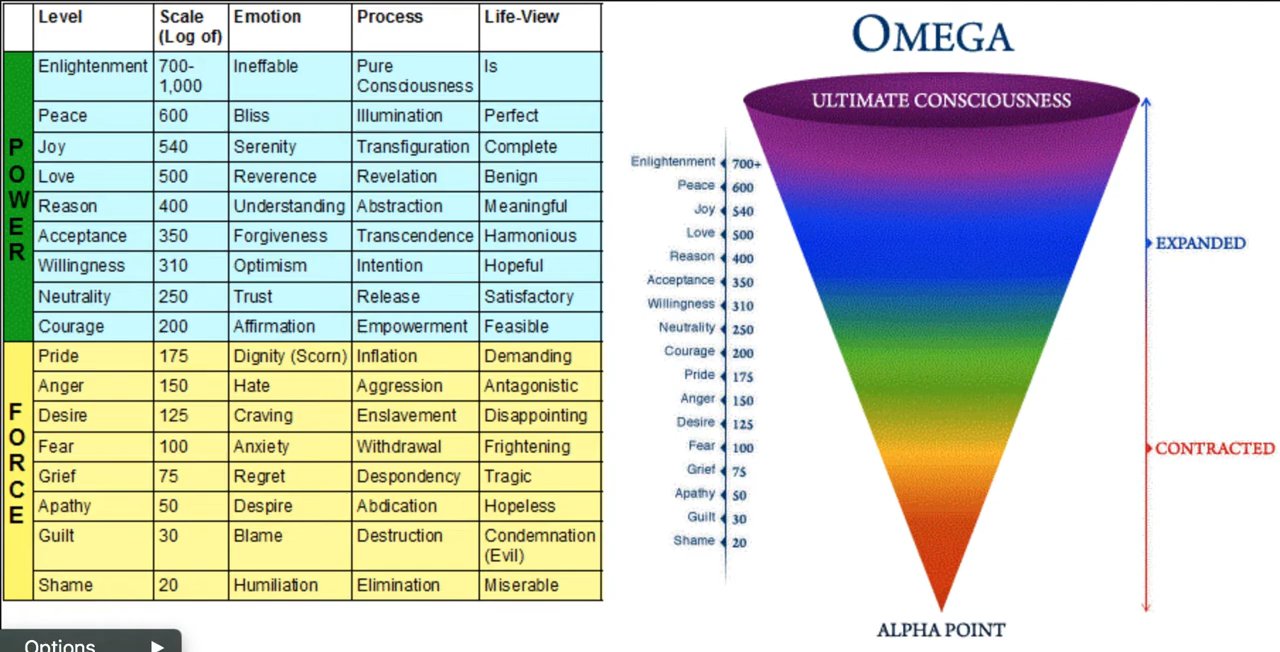 Level Scale (Log of) Emotion Process Life-View
POWER
Enlightenment 700-1,000 Ineffable Pure Consciousness Is
Peace 600 Bliss Illumination Perfect
Joy 540 Serenity Transfiguration Complete
Love 500 Reverence Revelation Benign
Reason 400 Understanding Abstraction Meaningful
Acceptance 350 Forgiveness Transcendence Harmonious
Willingness 310 Optimism Intention Hopeful
Neutrality 250 Trust Release Satisfactory
Courage 200 Affirmation Empowerment Feasible
FORCE
Pride 175 Dignity (Scorn) Inflation Demanding
Anger 150 Hate Aggression Antagonistic
Desire 125 Craving Enslavement Disappointing
Fear 100 Anxiety Withdrawal Frightening
Grief 75 Regret Despondency Tragic
Apathy 50 Despire Abdication Hopeless
Guilt 30 Blame Destruction Condemnation (Evil)
Shame 20 Humiliation Elimination Miserable
Options
OMEGA
ULTIMATE CONSCIOUSNESS
Enlightenment 700+
Peace 600
Joy 540
Love 500
Reason 400
Acceptance 350
Willingness 310
Neutrality 250
Courage 200
Pride 175
Anger 150
Desire 125
Fear 100
Grief 75
Apathy 50
Guilt 30
Shame 20
EXPANDED
CONTRACTED
ALPHA POINT